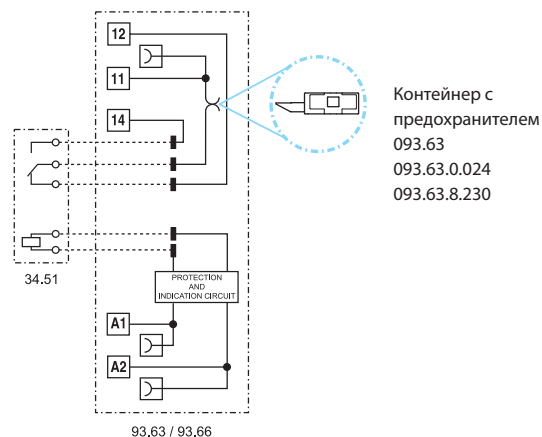 12
11
14
34.51
PROTECTION
AND
INDICATION CIRCUIT
A1
A2
93.63 / 93.66
Контейнер с
предохранителем
093.63
093.63.0.024
093.63.8.230